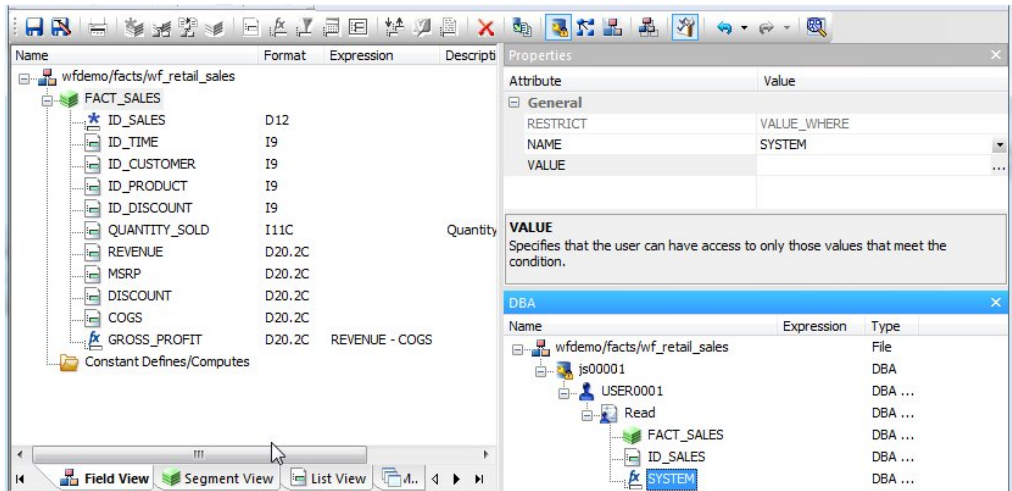 Name Format Expression Descripti
wfdemo/facts/wf_retail_sales
FACT_SALES
ID_SALES D12
ID_TIME I9
ID_CUSTOMER I9
ID_PRODUCT I9
ID_DISCOUNT I9
QUANTITY_SOLD I11C Quantity
REVENUE D20.2C
MSRP D20.2C
DISCOUNT D20.2C
COGS D20.2C
GROSS_PROFIT D20.2C REVENUE - COGS
Constant Defines/Computes
Field View Segment View List View M..
Properties
Attribute Value
General
RESTRICT VALUE_WHERE
NAME SYSTEM
VALUE ...
VALUE
Specifies that the user can have access to only those values that meet the
condition.
DBA
Name Expression Type
wfdemo/facts/wf_retail_sales File
js00001 DBA
USER0001 DBA ...
Read DBA ...
FACT_SALES DBA ...
ID_SALES DBA ...
SYSTEM DBA ...